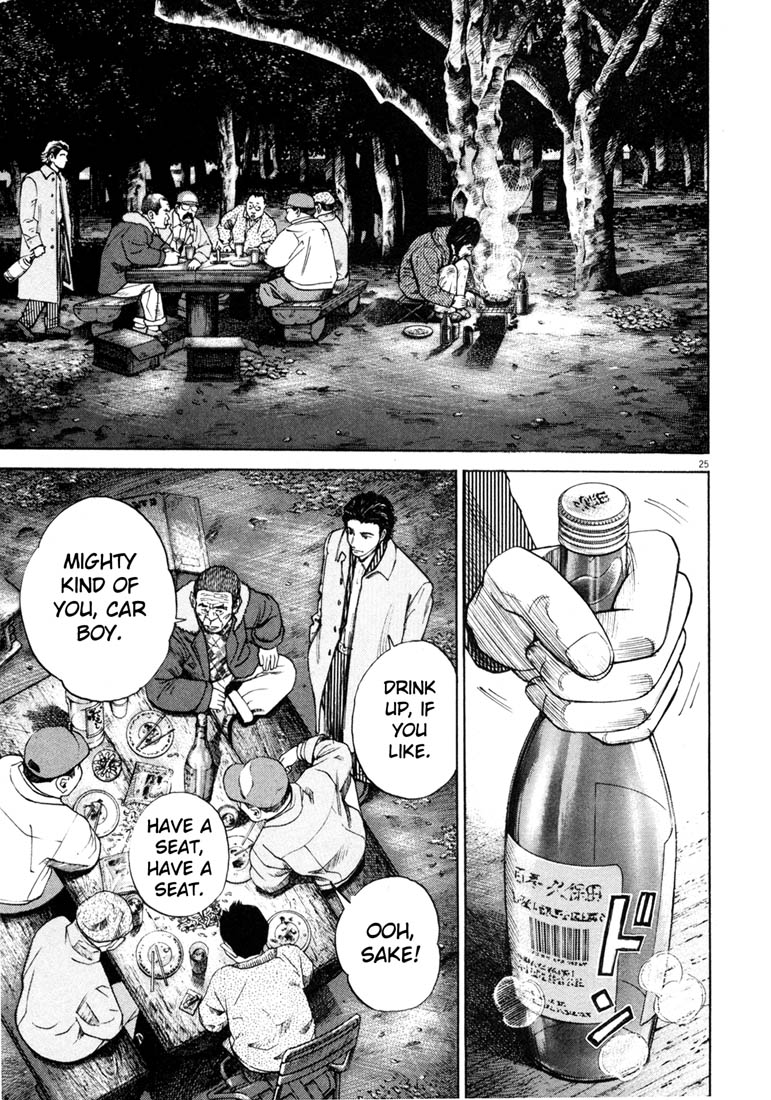 25
ドン
OOH,
SAKE!
DRINK
UP, IF
YOU
LIKE.
MIGHTY
KIND OF
YOU, CAR
BOY.
HAVE A
SEAT,
HAVE A
SEAT.